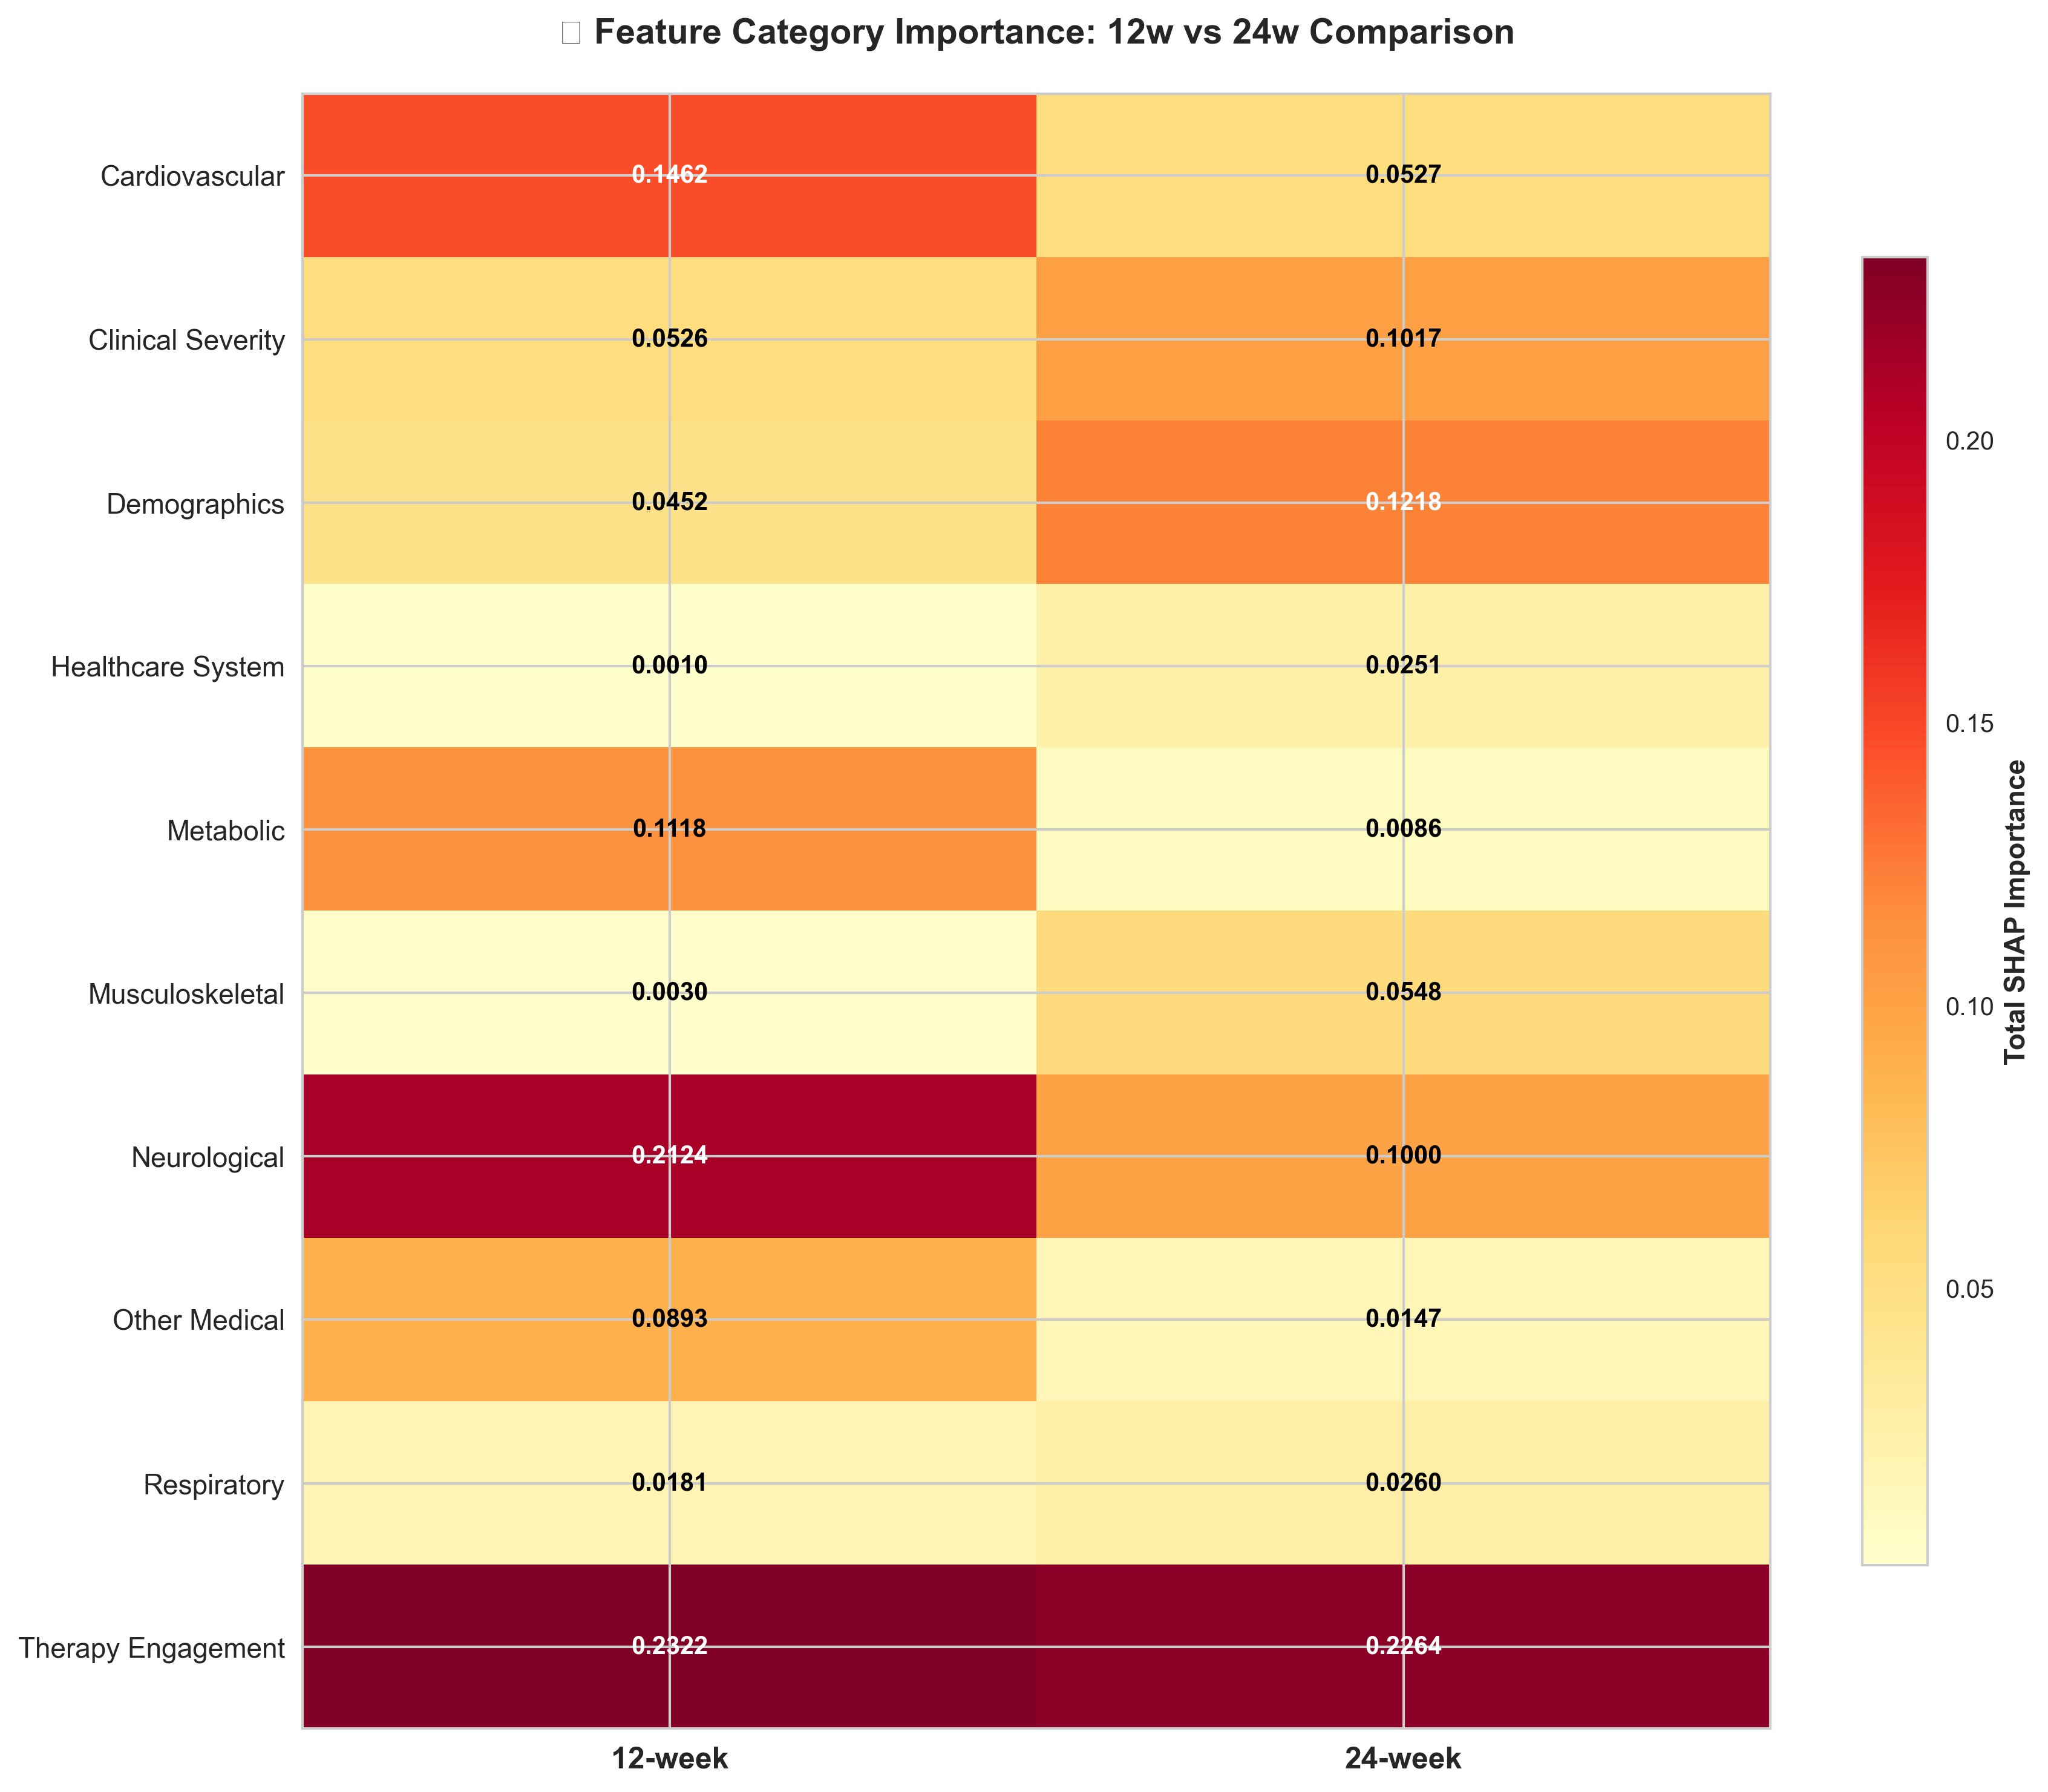 Feature Category Importance: 12w vs 24w Comparison
Cardiovascular 0.1462 0.0527
Clinical Severity 0.0526 0.1017
Demographics 0.0452 0.1218
Healthcare System 0.0010 0.0251
Metabolic 0.1118 0.0086
Musculoskeletal 0.0030 0.0548
Neurological 0.2124 0.1000
Other Medical 0.0893 0.0147
Respiratory 0.0181 0.0260
Therapy Engagement 0.2322 0.2264
12-week 24-week
0.20
0.15
0.10
0.05
Total SHAP Importance